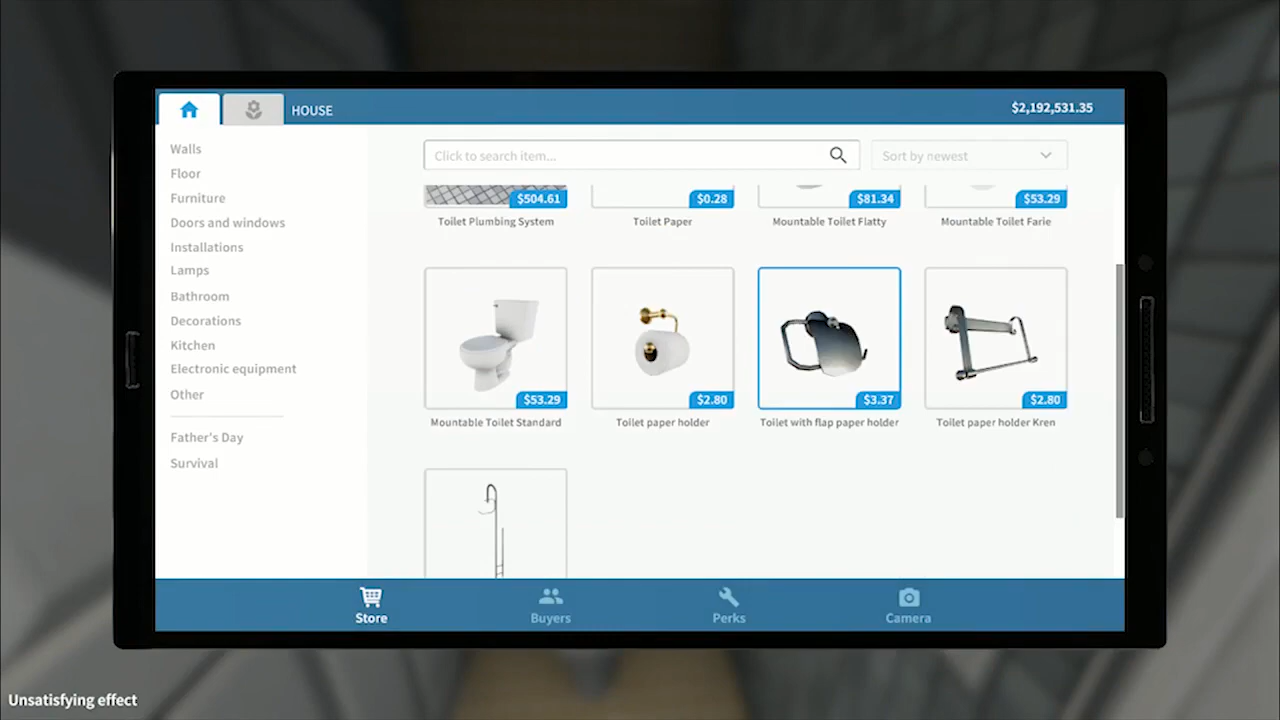 HOUSE
$2,192,531.35
Walls
Floor
Furniture
Doors and windows
Installations
Lamps
Bathroom
Decorations
Kitchen
Electronic equipment
Other
Father's Day
Survival
Click to search item...
Sort by newest
$504.61
$0.28
$81.34
$53.29
Toilet Plumbing System
Toilet Paper
Mountable Toilet Flatty
Mountable Toilet Farie
$53.29
$2.80
$3.37
$2.80
Mountable Toilet Standard
Toilet paper holder
Toilet with flap paper holder
Toilet paper holder Kren
Store
Buyers
Perks
Camera
Unsatisfying effect